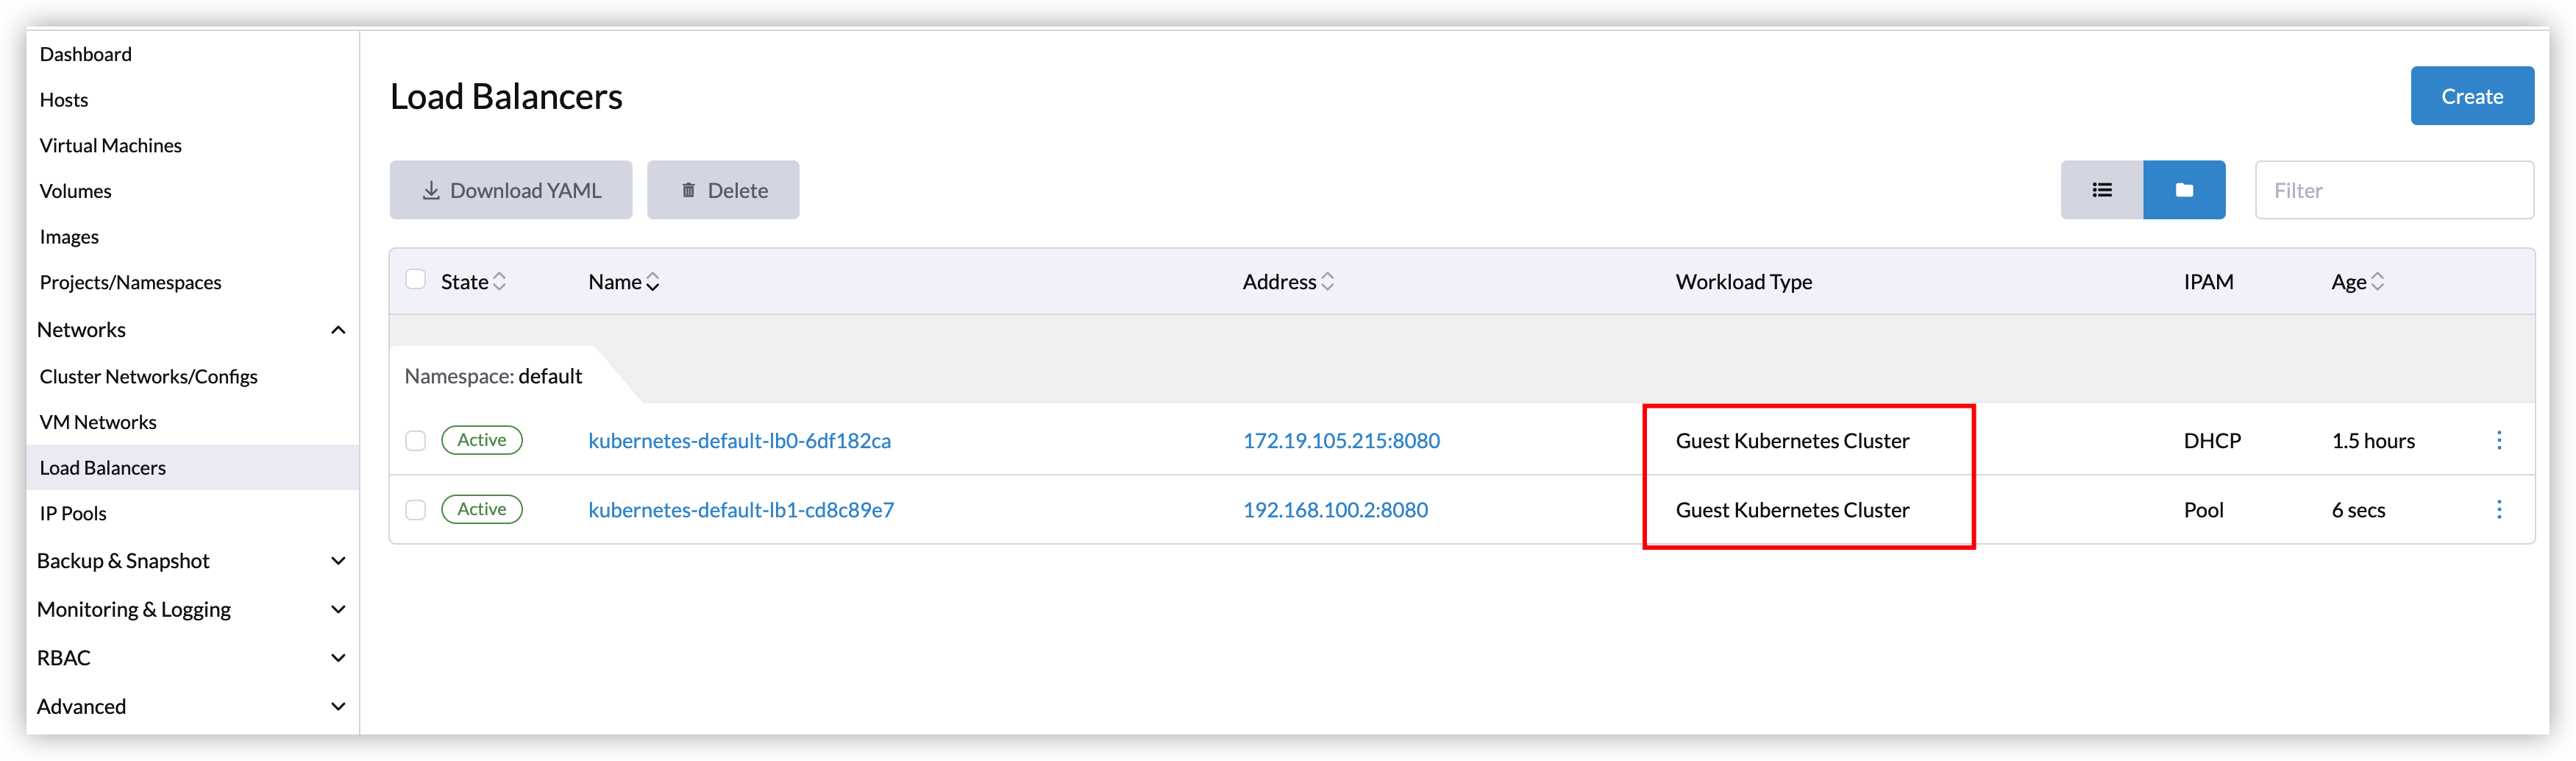 Dashboard
Hosts
Virtual Machines
Volumes
Images
Projects/Namespaces
Networks
Cluster Networks/Configs
VM Networks
Load Balancers
IP Pools
Backup & Snapshot
Monitoring & Logging
RBAC
Advanced
Load Balancers
Create
Download YAML
Delete
Filter
State Name Address Workload Type IPAM Age
Namespace: default
Active kubernetes-default-lb0-6df182ca 172.19.105.215:8080 Guest Kubernetes Cluster DHCP 1.5 hours
Active kubernetes-default-lb1-cd8c89e7 192.168.100.2:8080 Guest Kubernetes Cluster Pool 6 secs